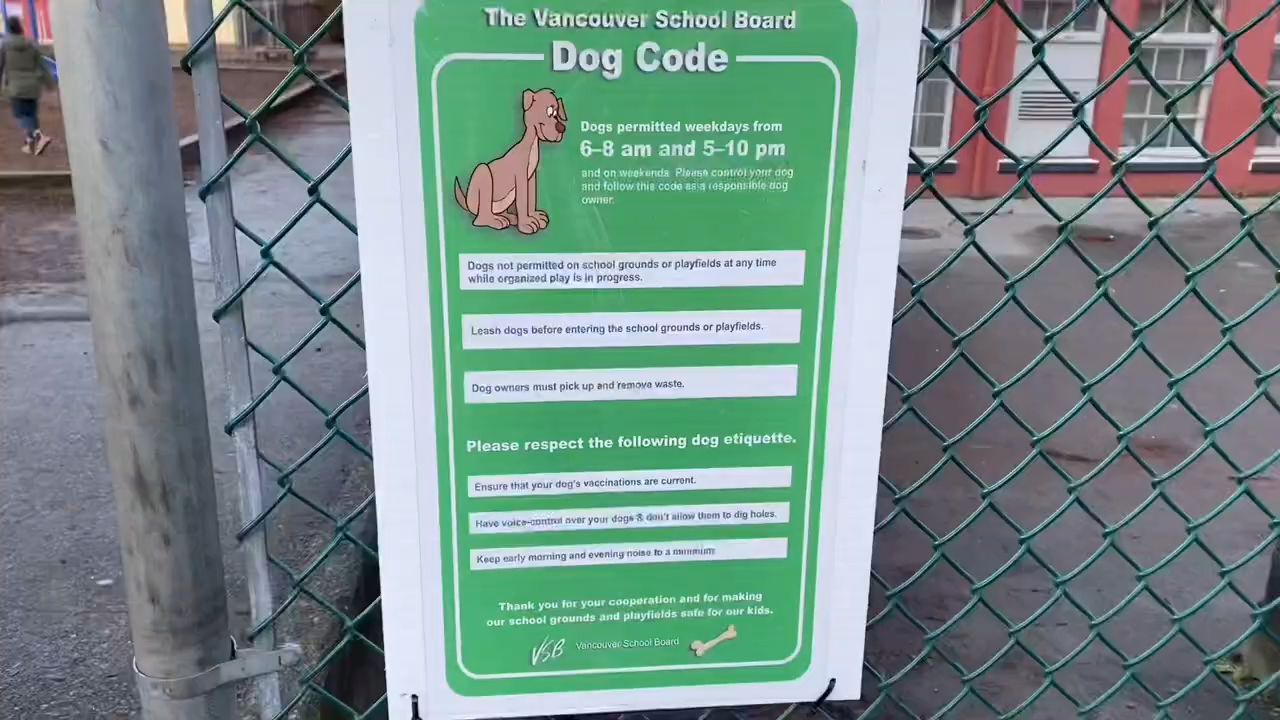 The Vancouver School Board
Dog Code
Dogs permitted weekdays from
6–8 am and 5–10 pm
and on weekends. Please control your dog
and follow this code as a responsible dog
owner.
Dogs not permitted on school grounds or playfields at any time
while organized play is in progress.
Leash dogs before entering the school grounds or playfields.
Dog owners must pick up and remove waste.
Please respect the following dog etiquette.
Ensure that your dog's vaccinations are current.
Have voice-control over your dogs & don't allow them to dig holes.
Keep early morning and evening noise to a minimum
Thank you for your cooperation and for making
our school grounds and playfields safe for our kids.
VSB Vancouver School Board